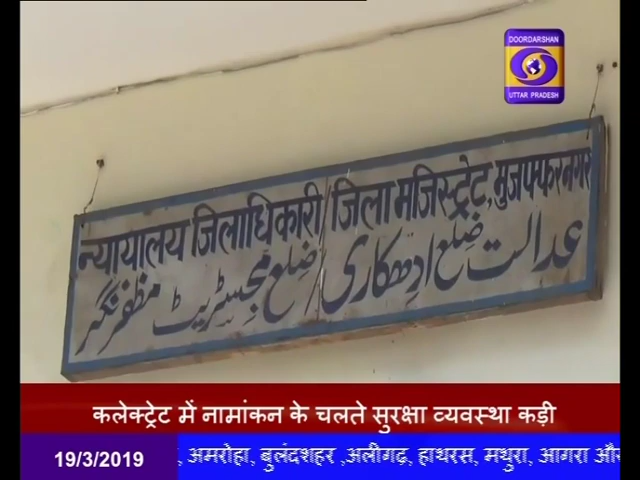 DOORDARSHAN
UTTAR PRADESH
न्यायालय जिलाधिकारी/जिला मजिस्ट्रेट, मुजफ्फरनगर
عدالت ضلع ادھکاری/ضلع مجسٹریٹ مظفرنگر
कलेक्ट्रेट में नामांकन के चलते सुरक्षा व्यवस्था कड़ी
19/3/2019 , अमरोहा, बुलंदशहर ,अलीगढ़, हाथरस, मथुरा, आगरा और